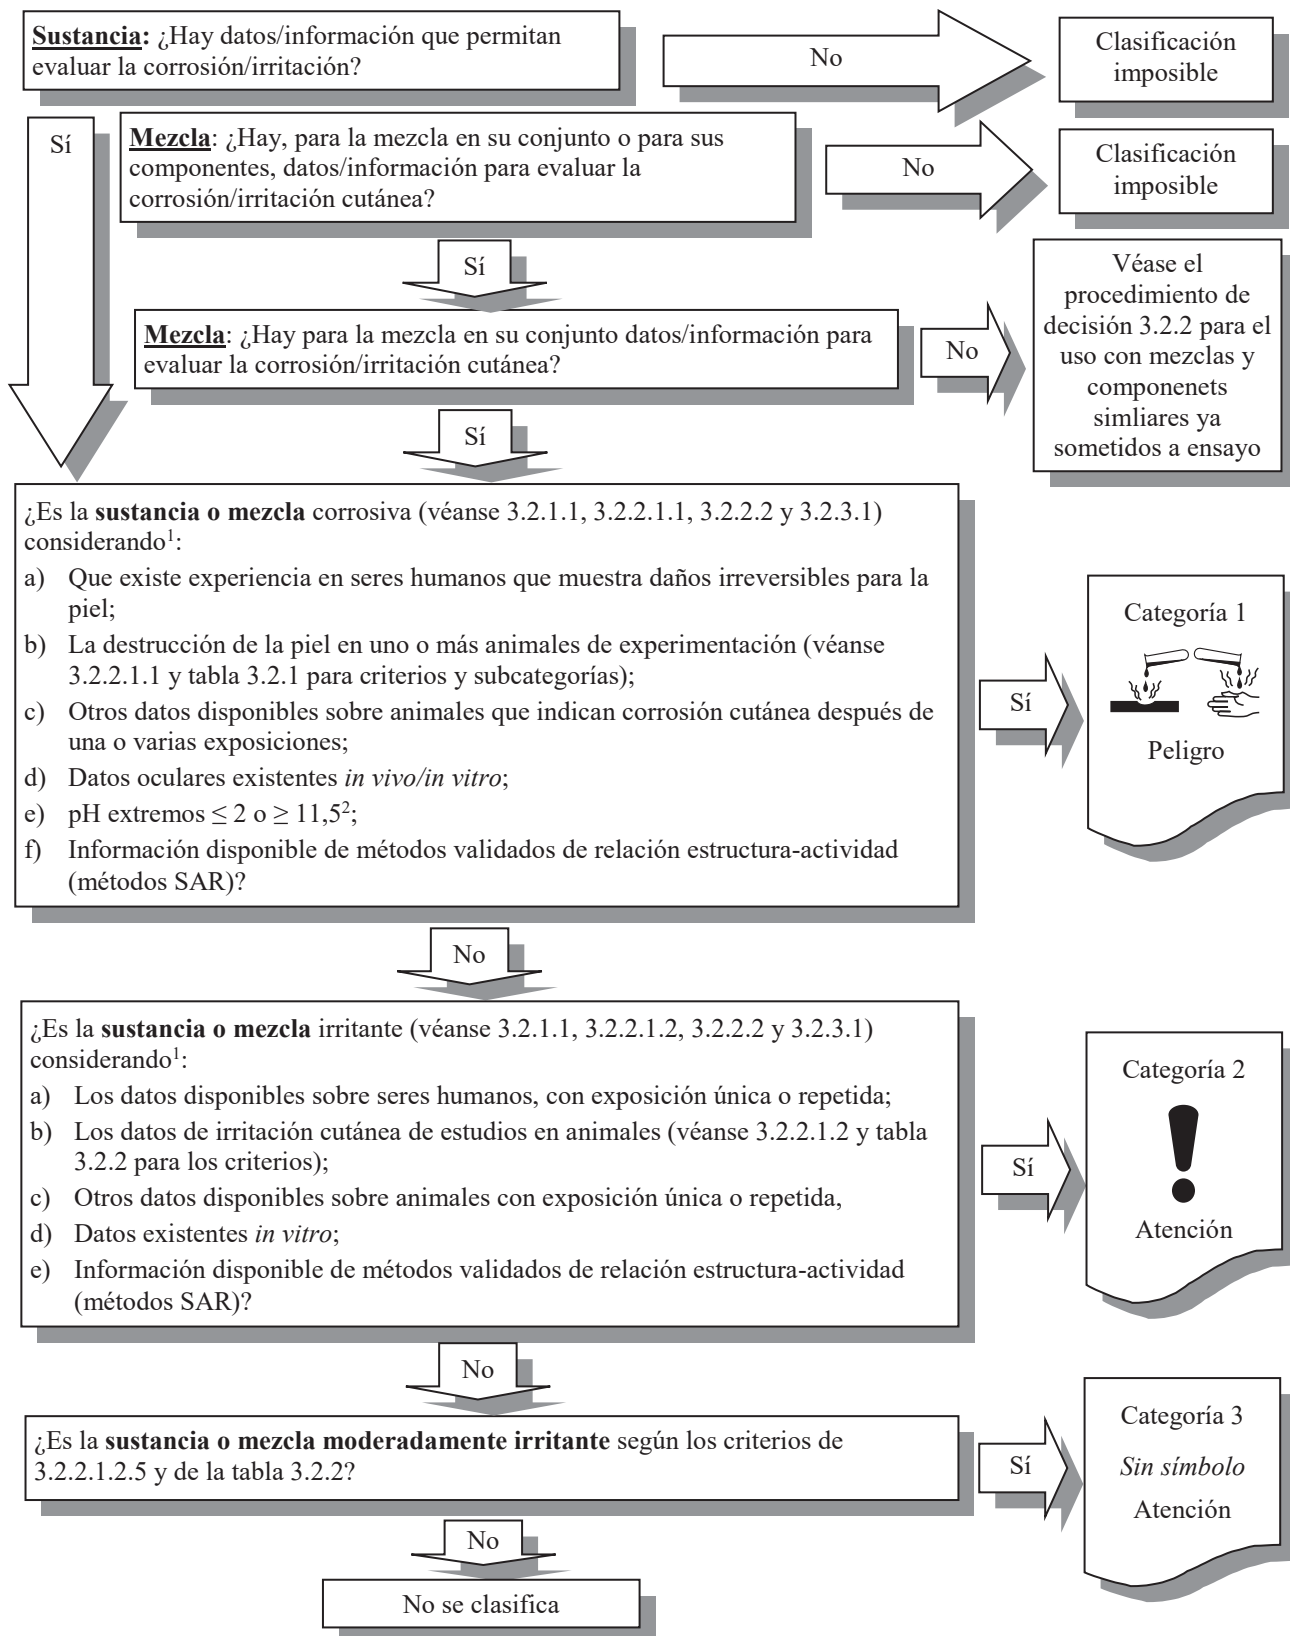 Sustancia: ¿Hay datos/información que permitan
evaluar la corrosión/irritación?
No
Clasificación
imposible
Sí
Mezcla: ¿Hay, para la mezcla en su conjunto o para sus
componentes, datos/información para evaluar la
corrosión/irritación cutánea?
No
Clasificación
imposible
Sí
Mezcla: ¿Hay para la mezcla en su conjunto datos/información para
evaluar la corrosión/irritación cutánea?
No
Véase el
procedimiento de
decisión 3.2.2 para el
uso con mezclas y
componenets
simliares ya
sometidos a ensayo
Sí
¿Es la sustancia o mezcla corrosiva (véanse 3.2.1.1, 3.2.2.1.1, 3.2.2.2 y 3.2.3.1)
considerando¹:
a) Que existe experiencia en seres humanos que muestra daños irreversibles para la
piel;
b) La destrucción de la piel en uno o más animales de experimentación (véanse
3.2.2.1.1 y tabla 3.2.1 para criterios y subcategorías);
c) Otros datos disponibles sobre animales que indican corrosión cutánea después de
una o varias exposiciones;
d) Datos oculares existentes in vivo/in vitro;
e) pH extremos ≤ 2 o ≥ 11,5²;
f) Información disponible de métodos validados de relación estructura-actividad
(métodos SAR)?
Sí
Categoría 1
Peligro
No
¿Es la sustancia o mezcla irritante (véanse 3.2.1.1, 3.2.2.1.2, 3.2.2.2 y 3.2.3.1)
considerando¹:
a) Los datos disponibles sobre seres humanos, con exposición única o repetida;
b) Los datos de irritación cutánea de estudios en animales (véanse 3.2.2.1.2 y tabla
3.2.2 para los criterios);
c) Otros datos disponibles sobre animales con exposición única o repetida,
d) Datos existentes in vitro;
e) Información disponible de métodos validados de relación estructura-actividad
(métodos SAR)?
Sí
Categoría 2
Atención
No
¿Es la sustancia o mezcla moderadamente irritante según los criterios de
3.2.2.1.2.5 y de la tabla 3.2.2?
Sí
Categoría 3
Sin símbolo
Atención
No
No se clasifica